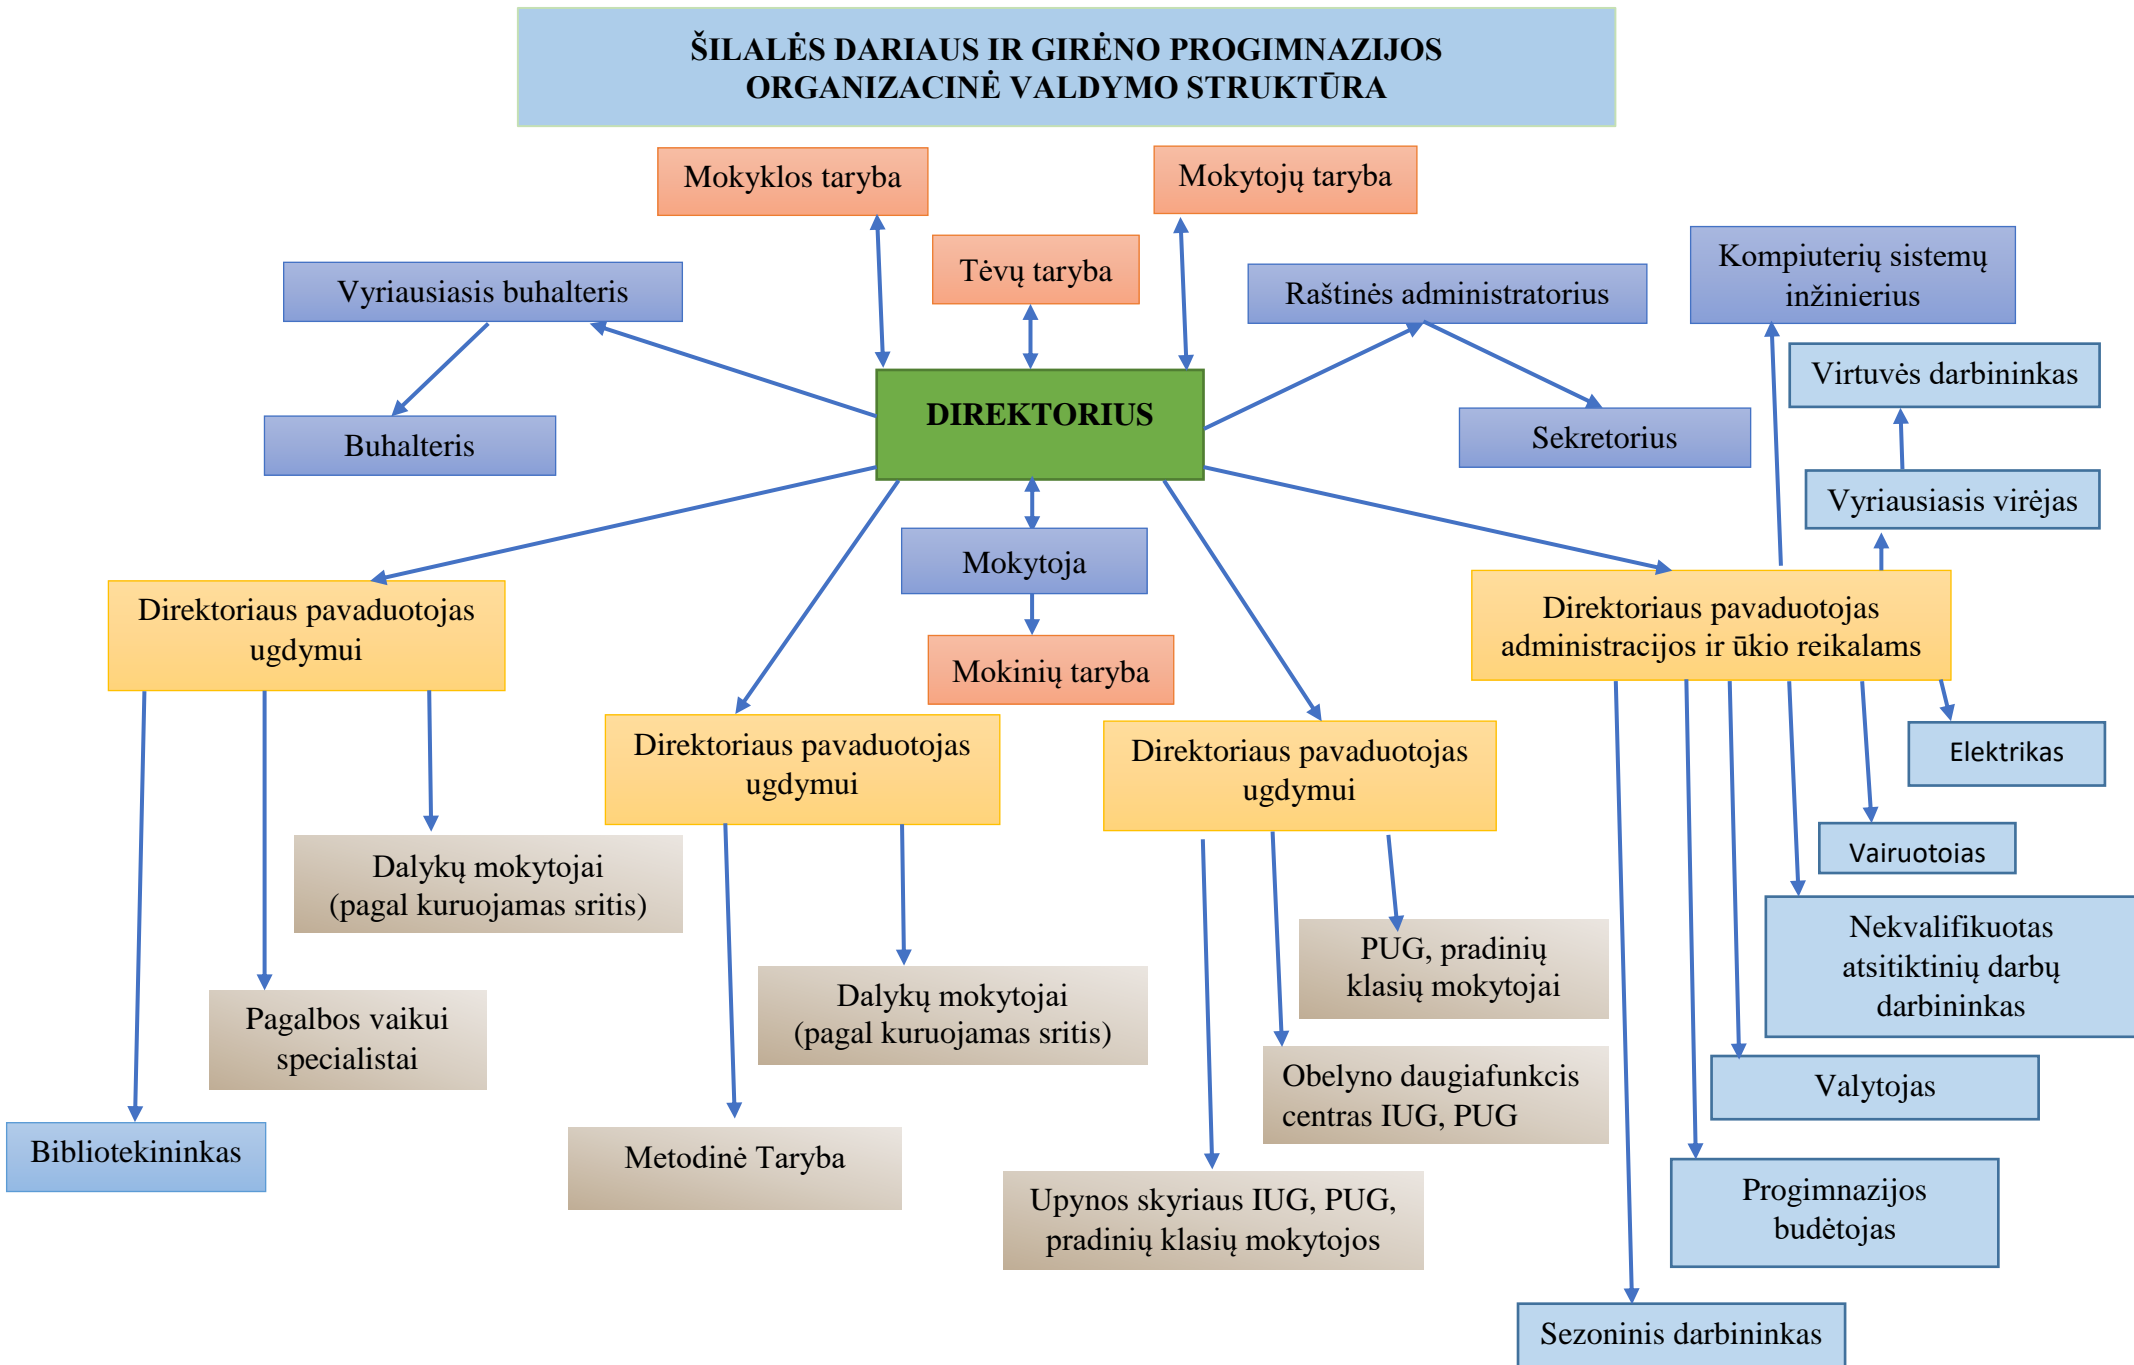 ŠILALĖS DARIAUS IR GIRĖNO PROGIMNAZIJOS
ORGANIZACINĖ VALDYMO STRUKTŪRA
Mokyklos taryba
Mokytojų taryba
Tėvų taryba
Vyriausiasis buhalteris
Raštinės administratorius
Kompiuterių sistemų
inžinierius
Virtuvės darbininkas
DIREKTORIUS
Buhalteris
Sekretorius
Vyriausiasis virėjas
Mokytoja
Mokinių taryba
Direktoriaus pavaduotojas
ugdymui
Direktoriaus pavaduotojas
administracijos ir ūkio reikalams
Direktoriaus pavaduotojas
ugdymui
Direktoriaus pavaduotojas
ugdymui
Elektrikas
Vairuotojas
Dalykų mokytojai
(pagal kuruojamas sritis)
PUG, pradinių
klasių mokytojai
Nekvalifikuotas
atsitiktinių darbų
darbininkas
Pagalbos vaikui
specialistai
Dalykų mokytojai
(pagal kuruojamas sritis)
Obelyno daugiafunkcis
centras IUG, PUG
Valytojas
Bibliotekininkas
Metodinė Taryba
Upynos skyriaus IUG, PUG,
pradinių klasių mokytojos
Progimnazijos
budėtojas
Sezoninis darbininkas